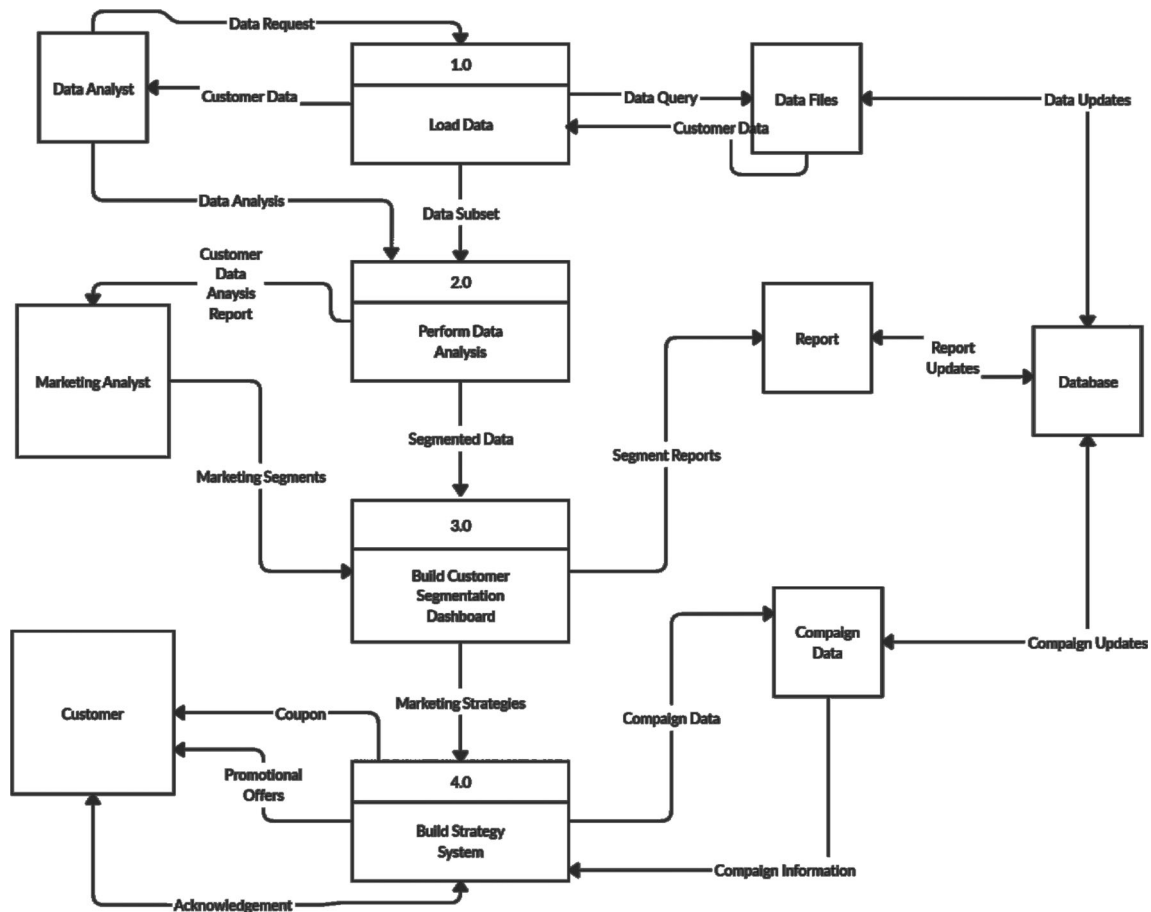 Data Request
1.0
Data Analyst
Customer Data
Load Data
Data Query
Customer Data
Data Files
Data Updates
Data Analysis
Data Subset
Customer
Data
Anaysis
Report
2.0
Perform Data
Analysis
Marketing Analyst
Report
Report
Updates
Database
Segmented Data
Segment Reports
Marketing Segments
3.0
Build Customer
Segmentation
Dashboard
Compaign
Data
Compaign Updates
Customer
Coupon
Marketing Strategies
Compaign Data
Promotional
Offers
4.0
Build Strategy
System
Compaign Information
Acknowledgement